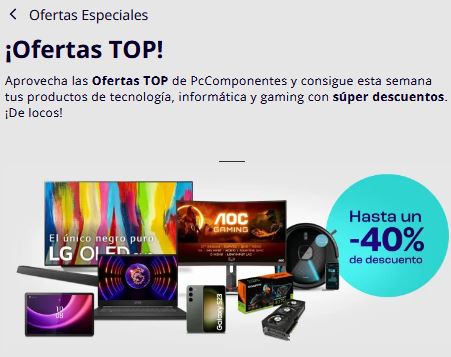 Ofertas Especiales
¡Ofertas TOP!
Aprovecha las Ofertas TOP de PcComponentes y consigue esta semana
tus productos de tecnología, informática y gaming con súper descuentos.
¡De locos!
El único negro puro
LG OLED
AOC
GAMING
Galaxy S23
Hasta un
-40%
de descuento